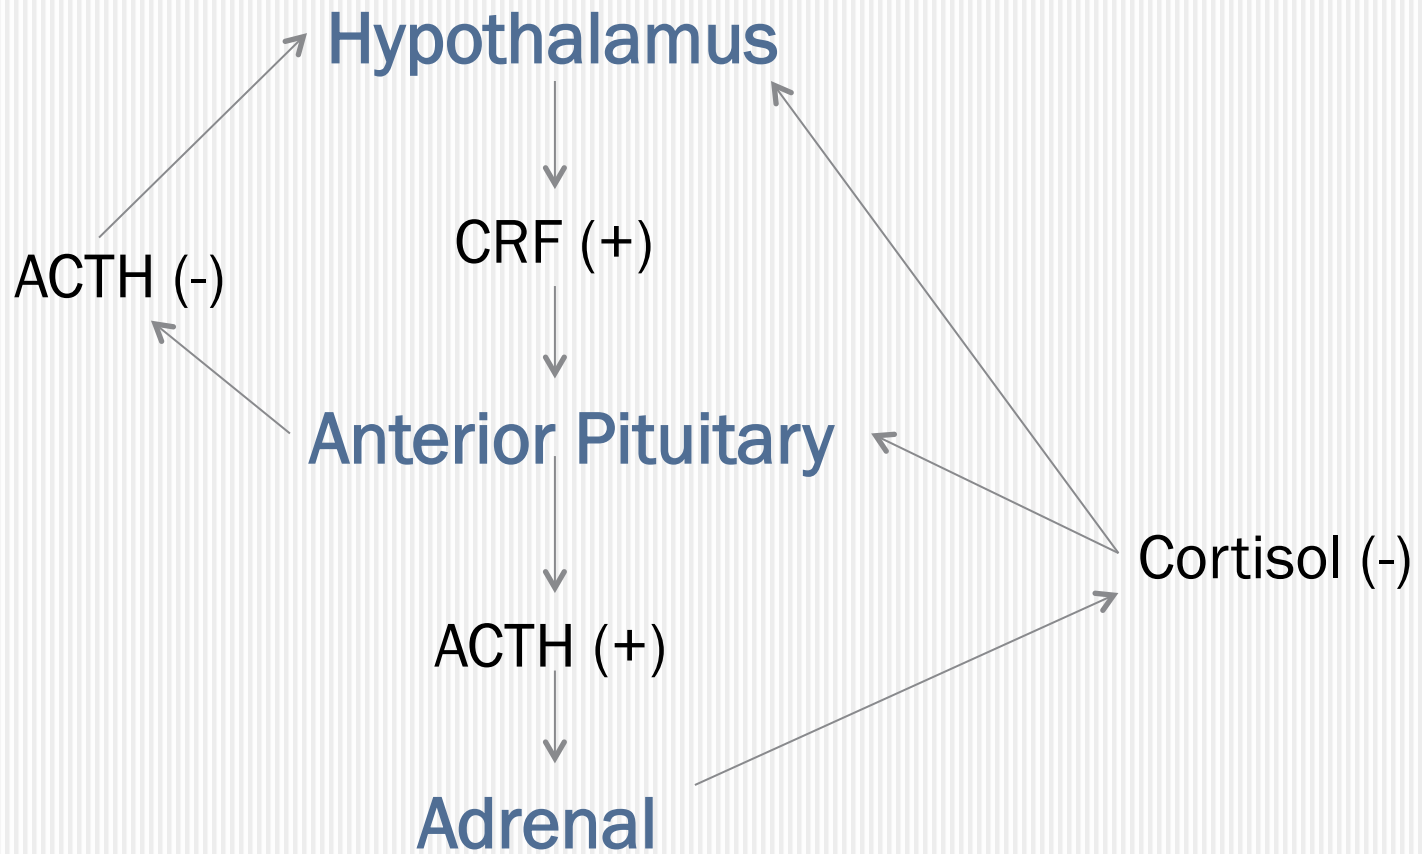 Hypothalamus
CRF (+)
ACTH (-)
Anterior Pituitary
Cortisol (-)
ACTH (+)
Adrenal